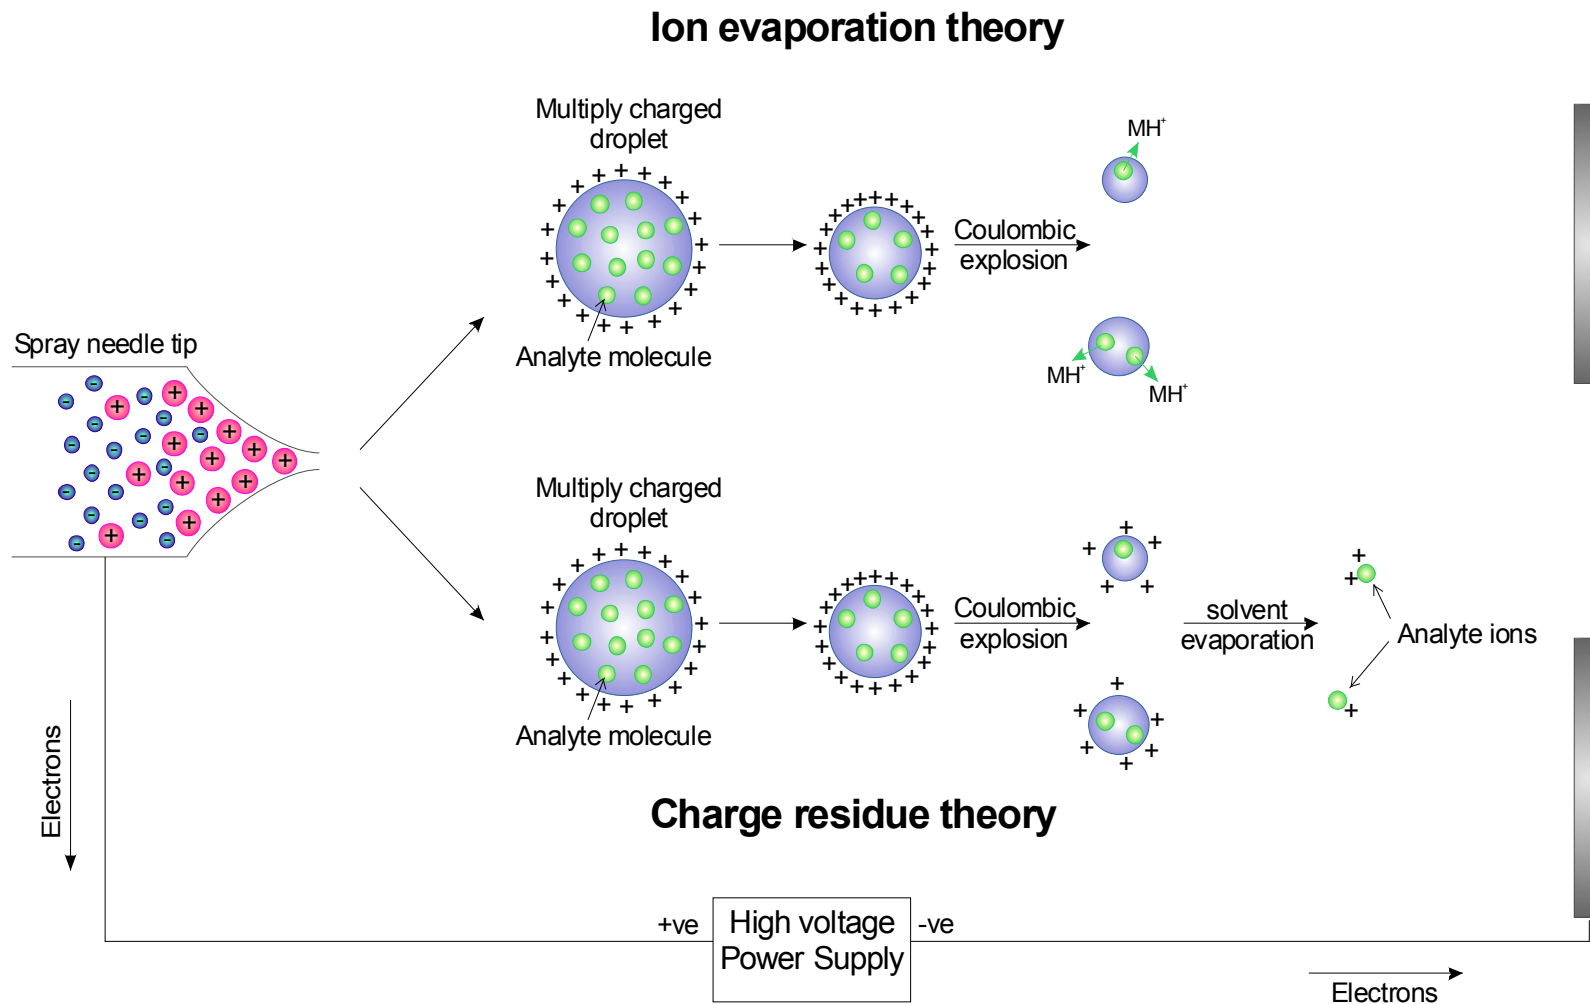 Ion evaporation theory
Multiply charged
droplet
MH+
Coulombic
explosion
Analyte molecule
MH+
MH+
Spray needle tip
Multiply charged
droplet
Coulombic
explosion
solvent
evaporation
Analyte ions
Analyte molecule
Electrons
Charge residue theory
+ve
High voltage
Power Supply
-ve
Electrons